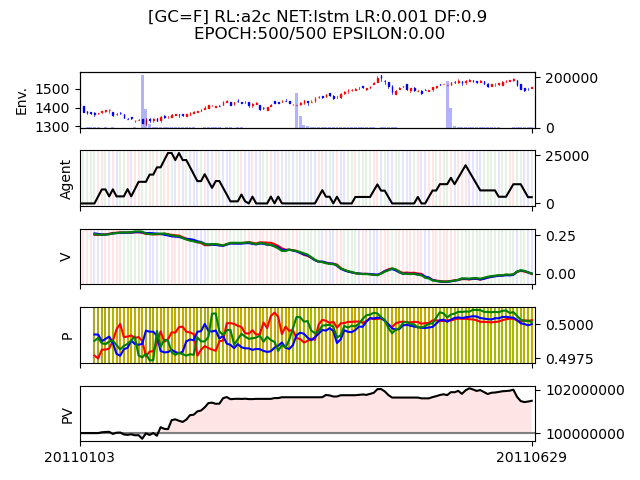 [GC=F] RL:a2c NET:lstm LR:0.001 DF:0.9
EPOCH:500/500 EPSILON:0.00
Env.
1500
1400
1300
200000
0
Agent
25000
0
V
0.25
0.00
P
0.5000
0.4975
PV
102000000
100000000
20110103
20110629